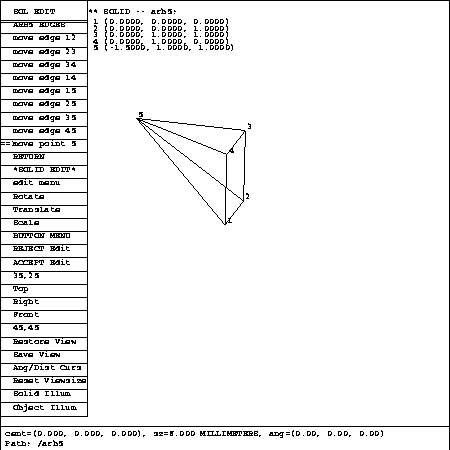 SOL EDIT
ARB5 EDGES
move edge 12
move edge 23
move edge 34
move edge 14
move edge 15
move edge 25
move edge 35
move edge 45
==move point 5
RETURN
*SOLID EDIT*
edit menu
Rotate
Translate
Scale
BUTTON MENU
REJECT Edit
ACCEPT Edit
35,25
Top
Right
Front
45,45
Restore View
Save View
Ang/Dist Curs
Reset Viewsize
Solid Illum
Object Illum
** SOLID -- arb5:
1 (0.0000, 0.0000, 0.0000)
2 (0.0000, 0.0000, 1.0000)
3 (0.0000, 1.0000, 1.0000)
4 (0.0000, 1.0000, 0.0000)
5 (-1.5000, 1.0000, 1.0000)
5
3
4
2
1
cent=(0.000, 0.000, 0.000), sz=8.000 MILLIMETERS, ang=(0.00, 0.00, 0.00)
Path: /arb5